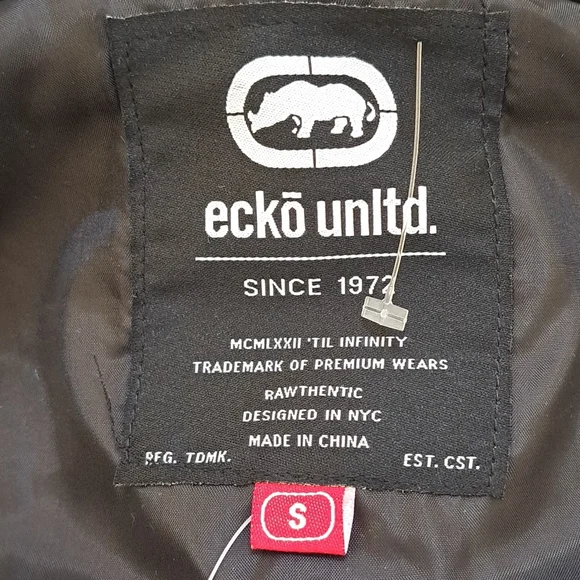 eckō unltd.
SINCE 1972
MCMLXXII 'TIL INFINITY
TRADEMARK OF PREMIUM WEARS
RAWTHENTIC
DESIGNED IN NYC
MADE IN CHINA
REG. TDMK.
EST. CST.
S